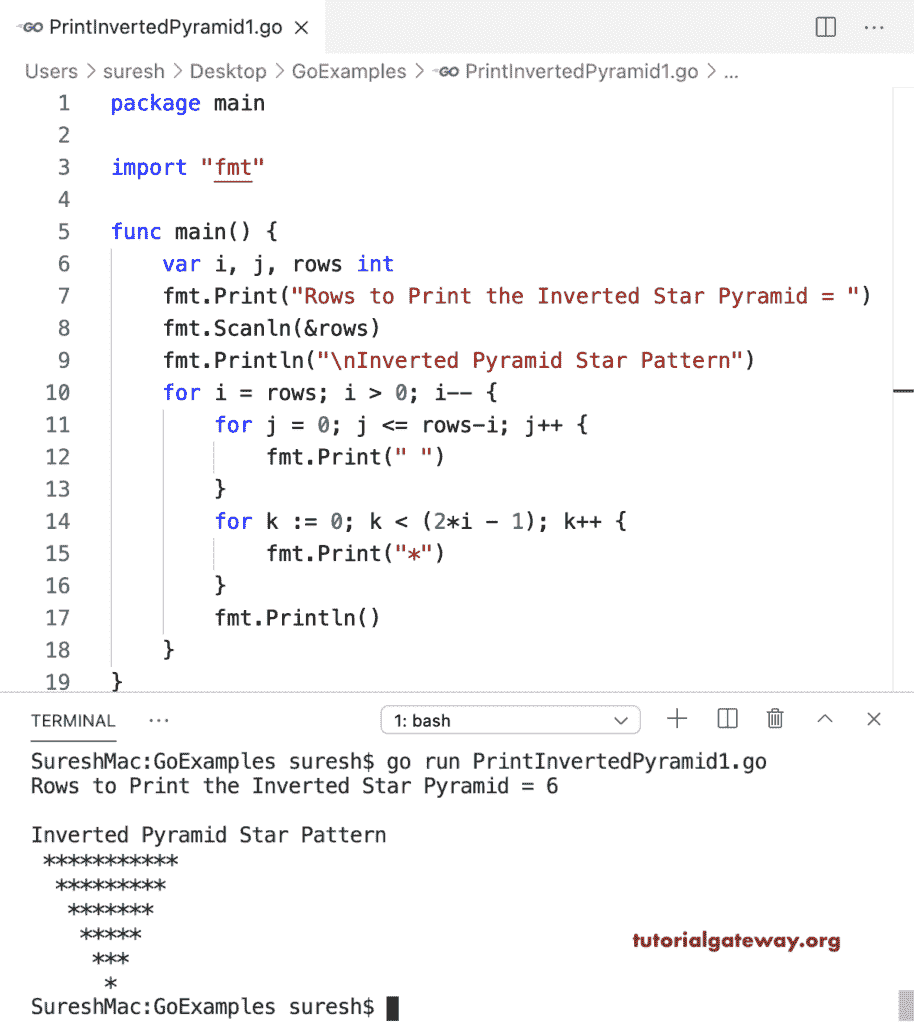 GO PrintInvertedPyramid1.go ×
Users > suresh > Desktop > GoExamples > GO PrintInvertedPyramid1.go > ...
1 package main
2
3 import "fmt"
4
5 func main() {
6     var i, j, rows int
7     fmt.Print("Rows to Print the Inverted Star Pyramid = ")
8     fmt.Scanln(&rows)
9     fmt.Println("\nInverted Pyramid Star Pattern")
10     for i = rows; i > 0; i-- {
11         for j = 0; j <= rows-i; j++ {
12             fmt.Print(" ")
13         }
14         for k := 0; k < (2*i - 1); k++ {
15             fmt.Print("*")
16         }
17         fmt.Println()
18     }
19 }
TERMINAL ... 1: bash
SureshMac:GoExamples suresh$ go run PrintInvertedPyramid1.go
Rows to Print the Inverted Star Pyramid = 6

Inverted Pyramid Star Pattern
 ***********
  *********
   *******
    *****
     ***
      *
tutorialgateway.org
SureshMac:GoExamples suresh$